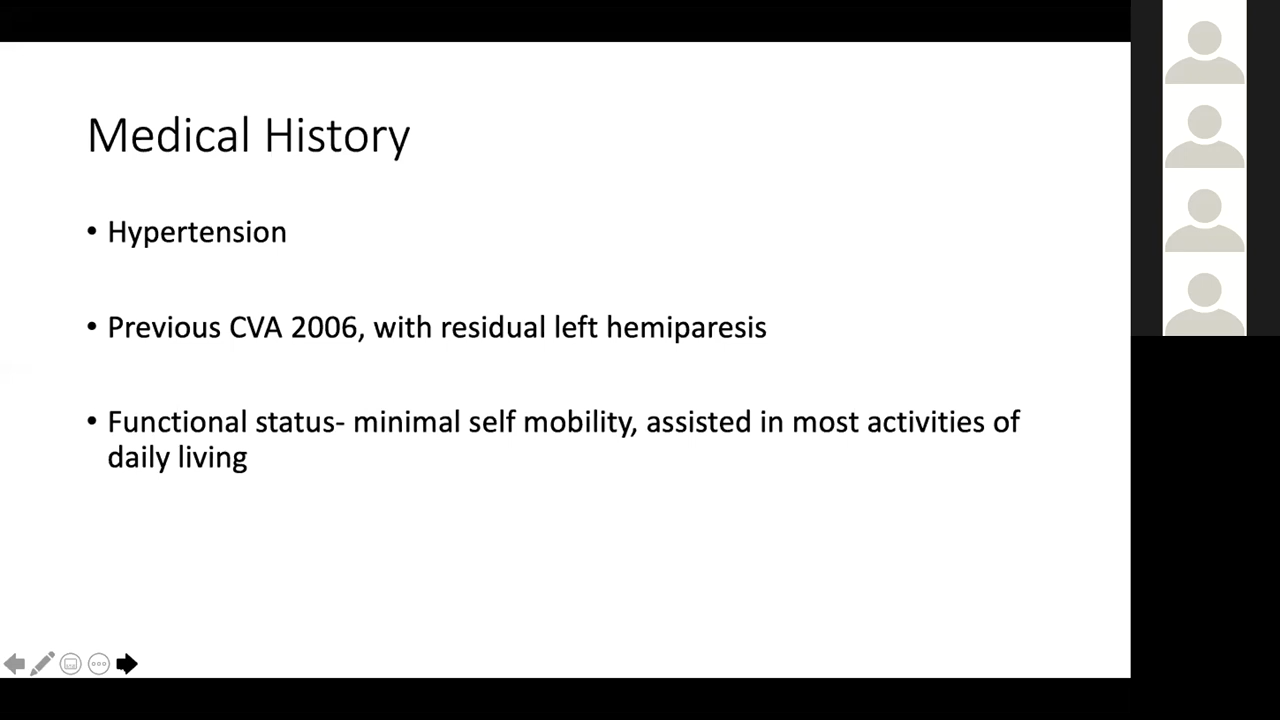 Medical History
• Hypertension
• Previous CVA 2006, with residual left hemiparesis
• Functional status- minimal self mobility, assisted in most activities of
daily living